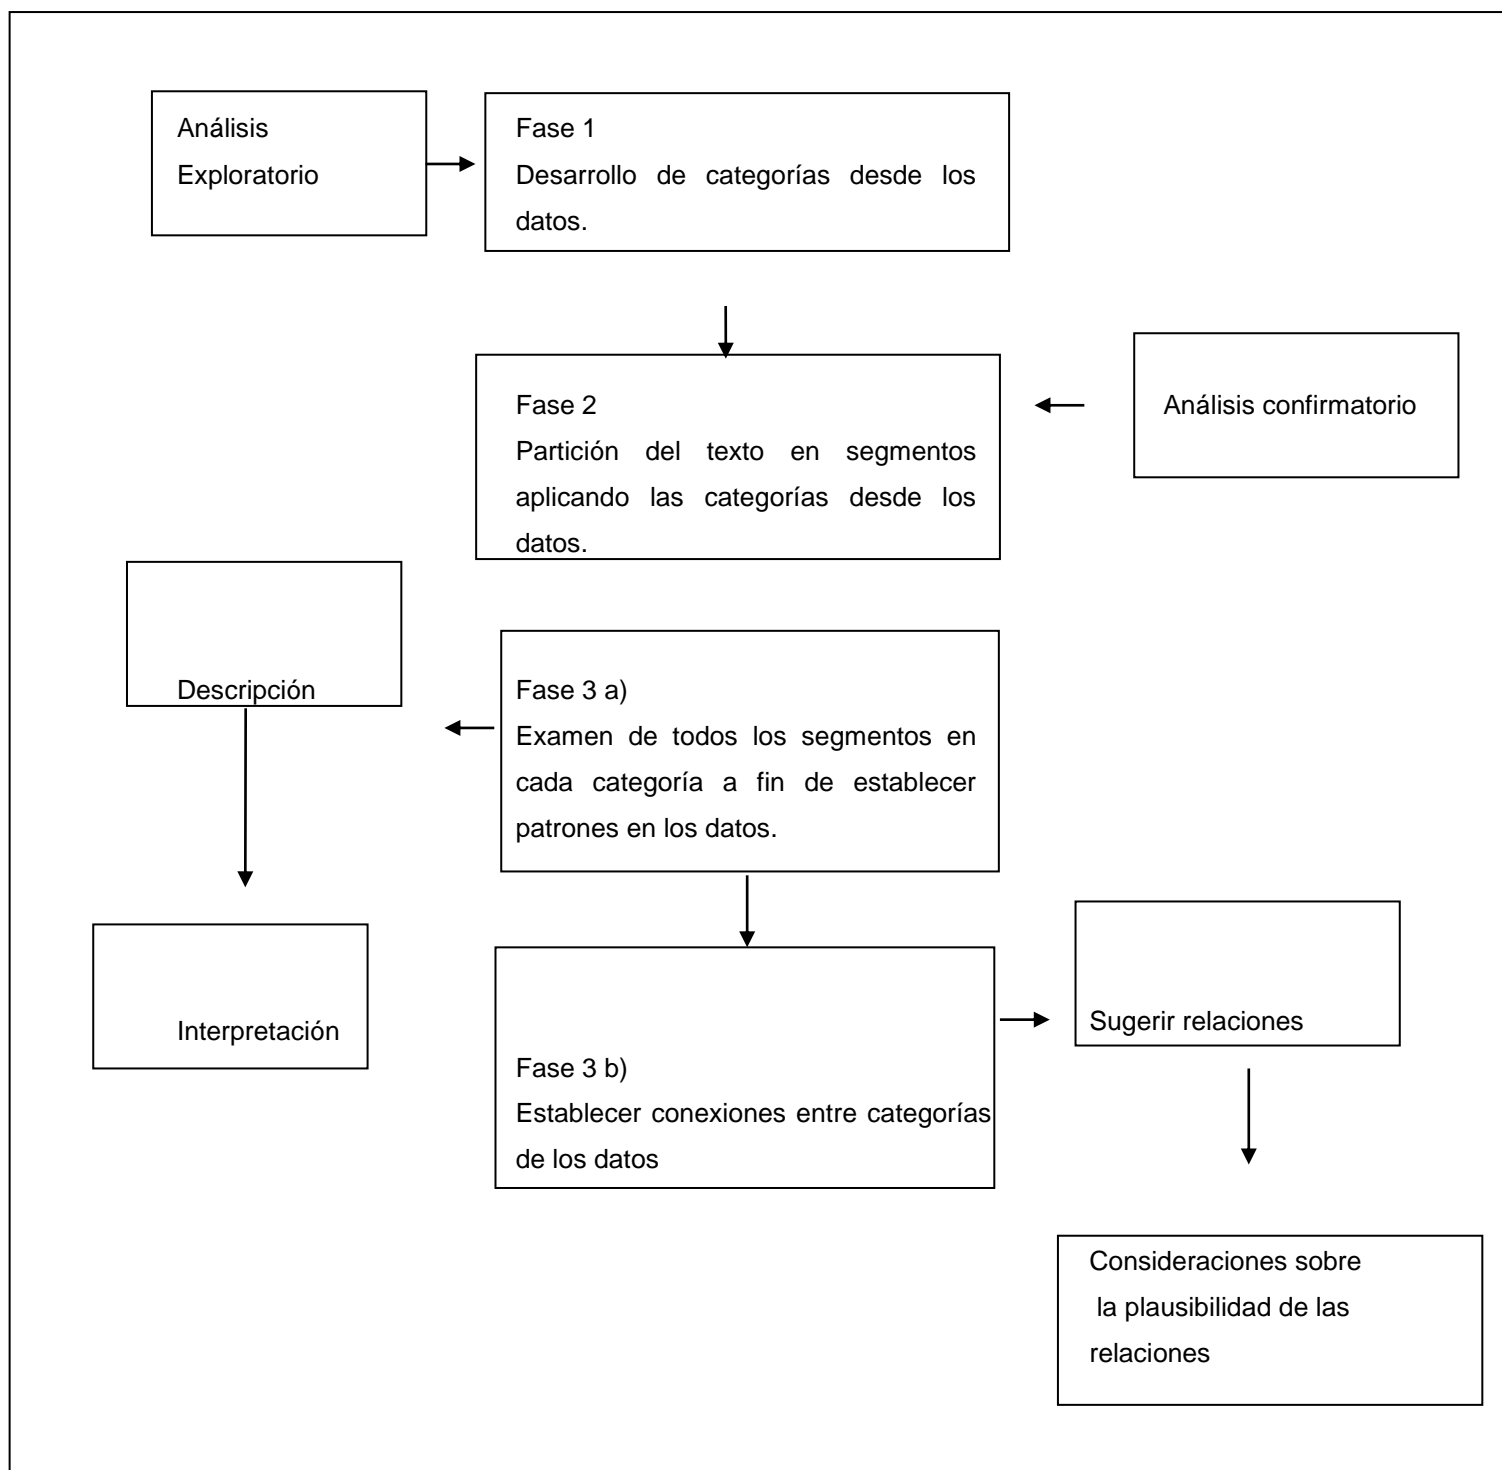 Análisis
Exploratorio
Fase 1
Desarrollo de categorías desde los
datos.
Fase 2
Partición del texto en segmentos
aplicando las categorías desde los
datos.
Análisis confirmatorio
Descripción
Fase 3 a)
Examen de todos los segmentos en
cada categoría a fin de establecer
patrones en los datos.
Interpretación
Fase 3 b)
Establecer conexiones entre categorías
de los datos
Sugerir relaciones
Consideraciones sobre
la plausibilidad de las
relaciones